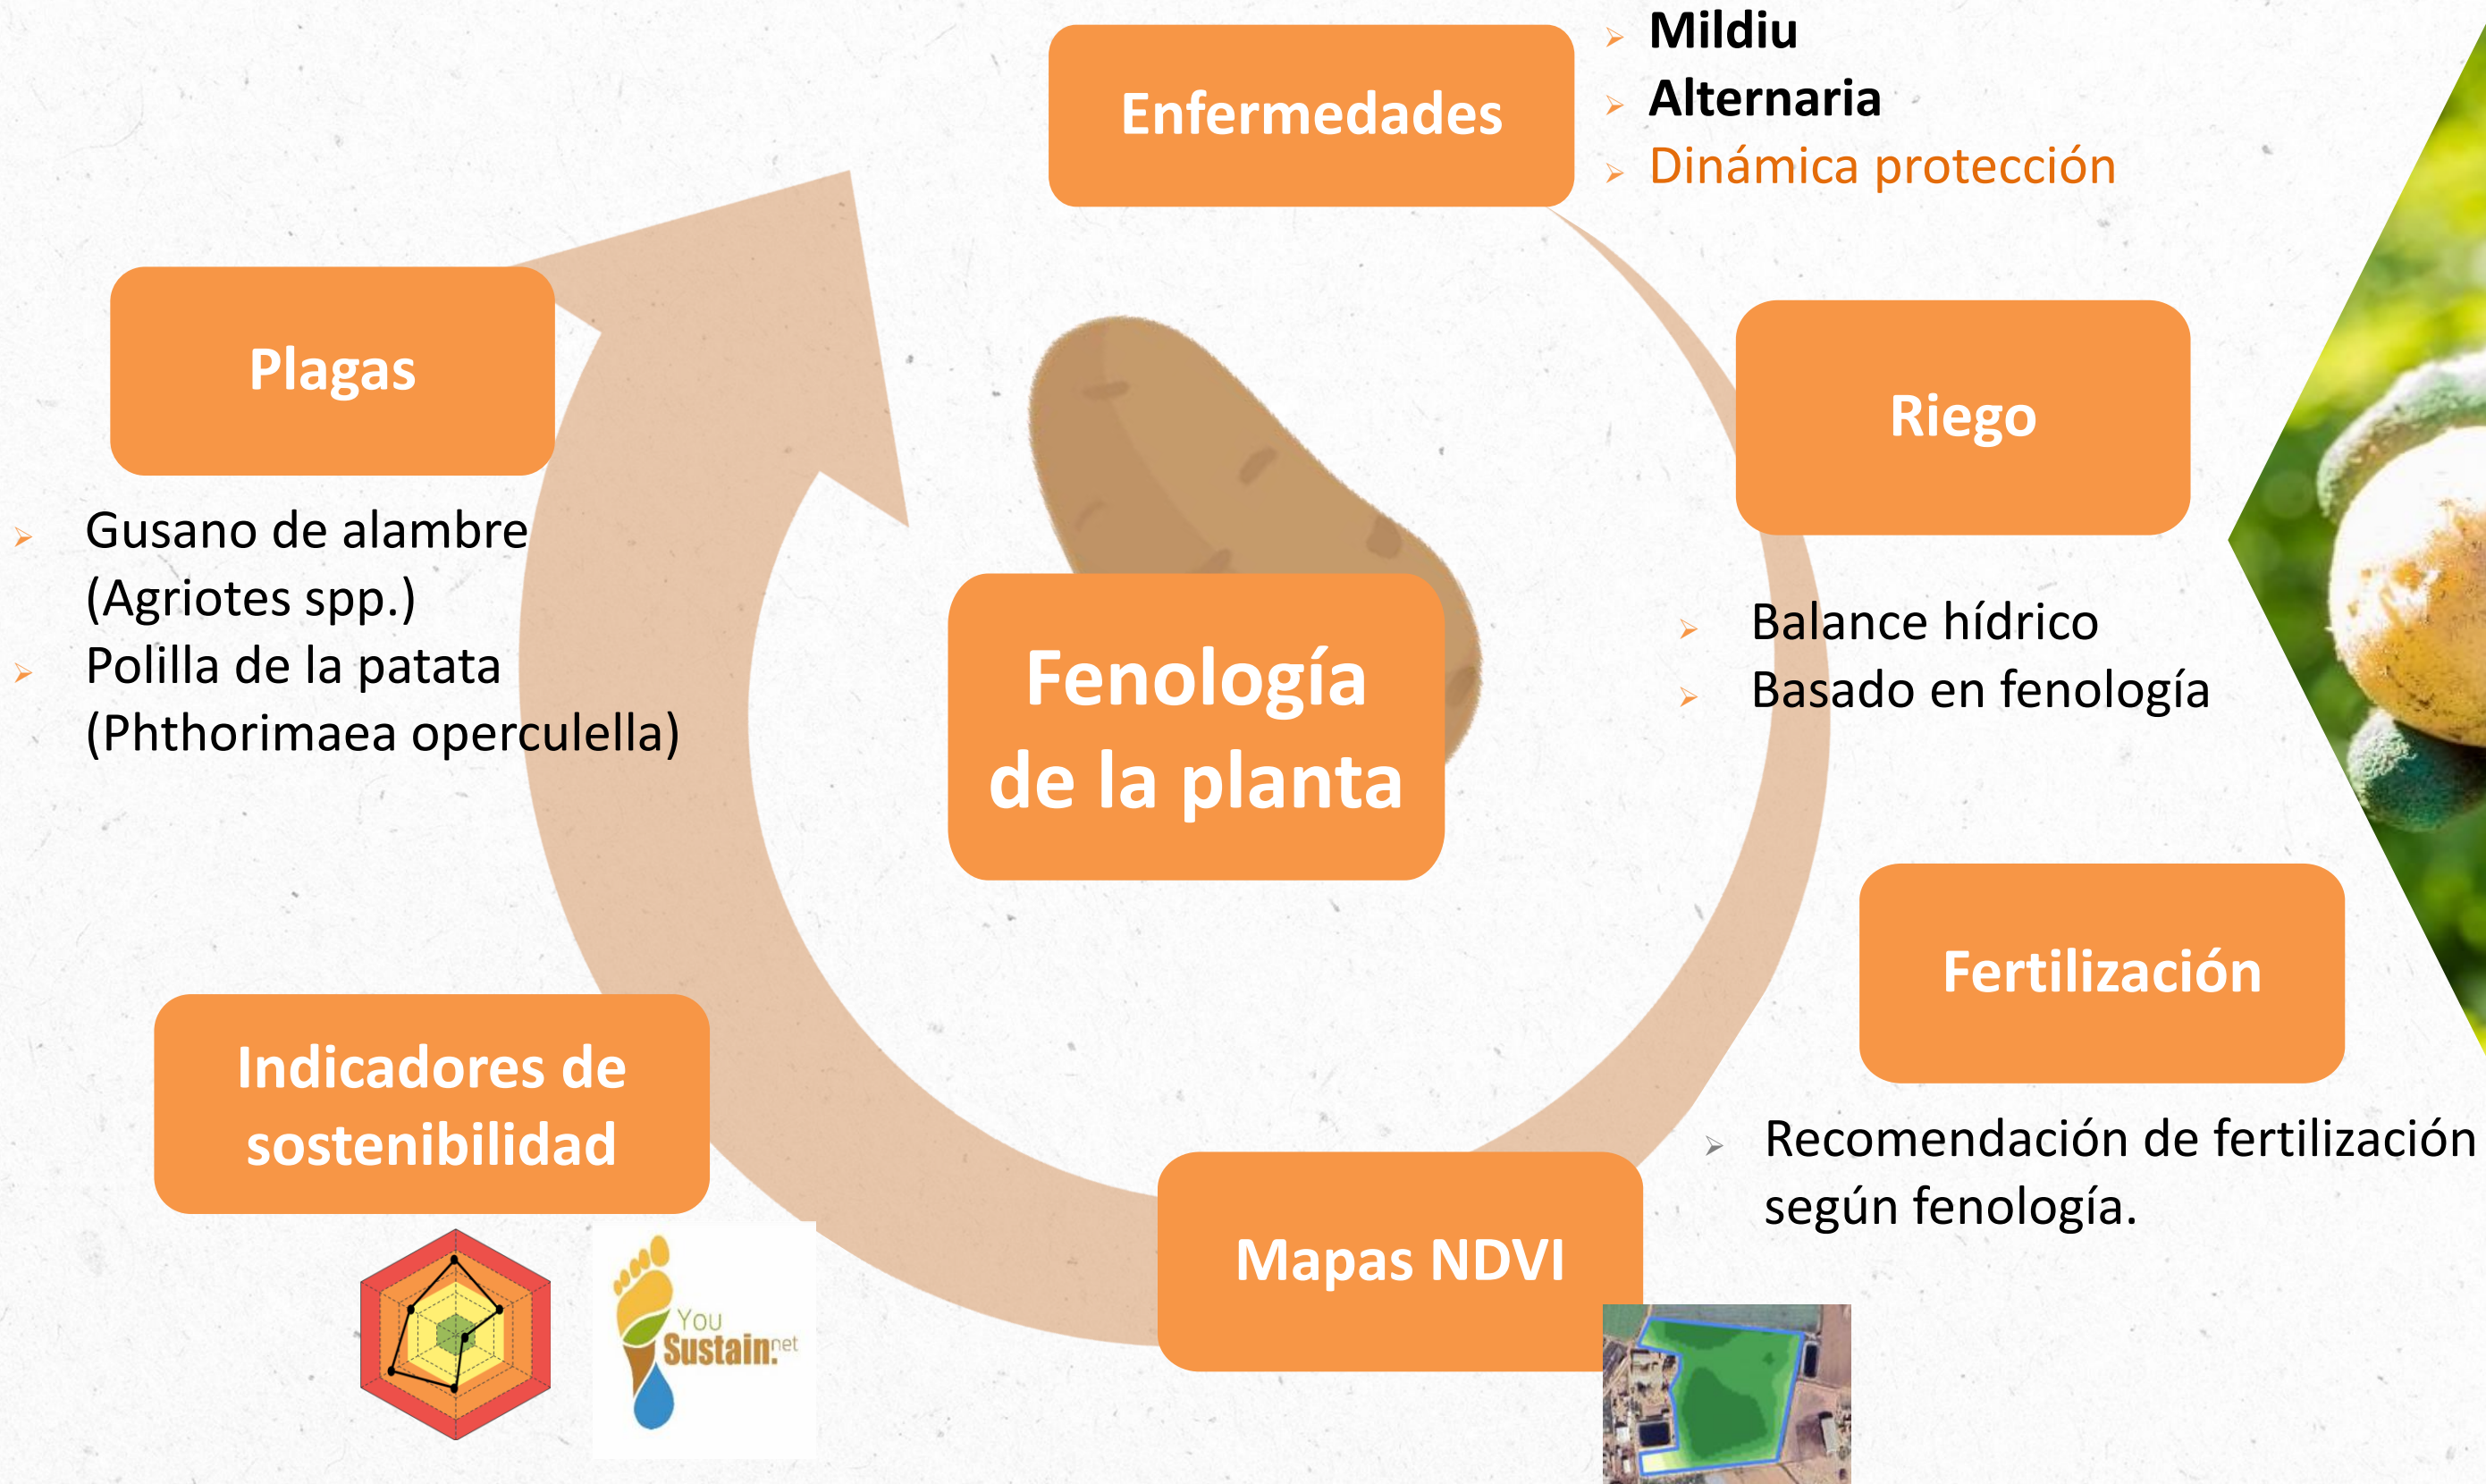 Enfermedades
Mildiu
Alternaria
Dinámica protección
Plagas
Gusano de alambre
(Agriotes spp.)
Polilla de la patata
(Phthorimaea operculella)
Riego
Balance hídrico
Basado en fenología
Fenología
de la planta
Fertilización
Recomendación de fertilización
según fenología.
Indicadores de
sostenibilidad
Mapas NDVI
You
Sustain.net